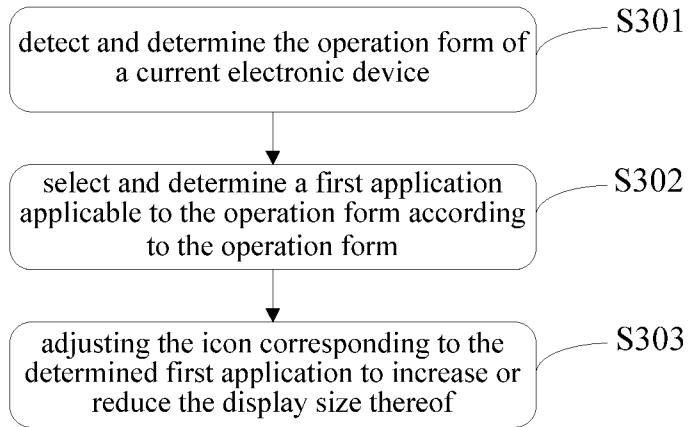 detect and determine the operation form of
a current electronic device
S301
select and determine a first application
applicable to the operation form according
to the operation form
S302
adjusting the icon corresponding to the
determined first application to increase or
reduce the display size thereof
S303